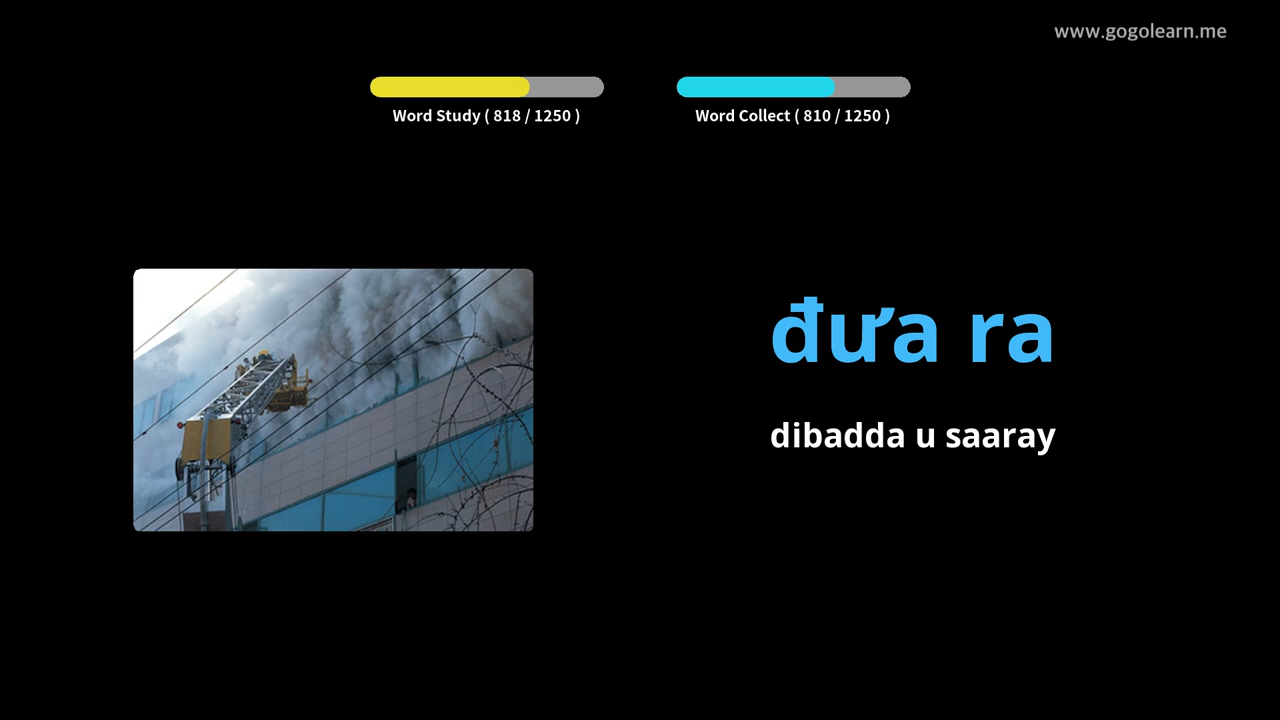 www.gogolearn.me
Word Study ( 818 / 1250 )
Word Collect ( 810 / 1250 )
đưa ra
dibadda u saaray